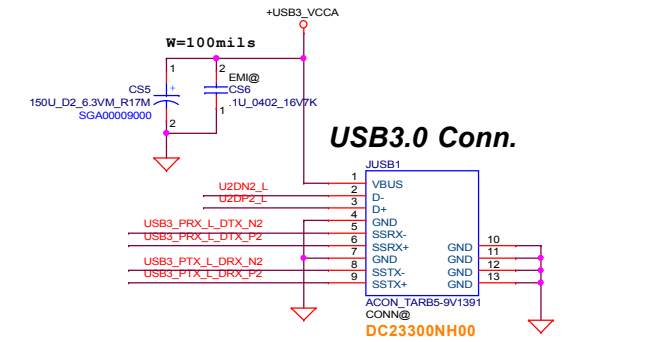 +USB3_VCCA
W=100mils
1
2
EMI@
CS5
CS6
150U_D2_6.3VM_R17M
.1U_0402_16V7K
SGA00009000
+
1
2
USB3.0 Conn.
JUSB1
1
VBUS
U2DN2_L
2
D-
U2DP2_L
3
D+
4
GND
USB3_PRX_L_DTX_N2
5
SSRX-
USB3_PRX_L_DTX_P2
6
SSRX+
GND
10
7
GND
GND
11
USB3_PTX_L_DRX_N2
8
SSTX-
GND
12
USB3_PTX_L_DRX_P2
9
SSTX+
GND
13
ACON_TARB5-9V1391
CONN@
DC23300NH00